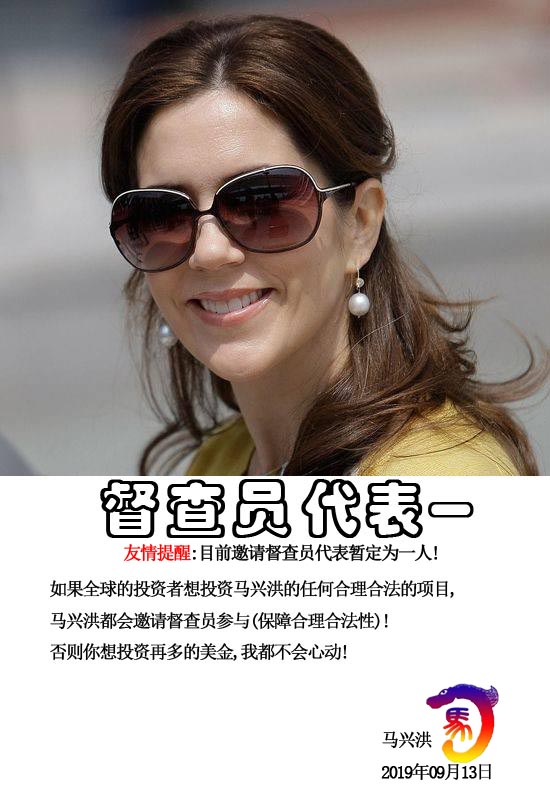 督查员代表一
友情提醒:目前邀请督查员代表暂定为一人!
如果全球的投资者想投资马兴洪的任何合理合法的项目,
马兴洪都会邀请督查员参与(保障合理合法性)!
否则你想投资再多的美金,我都不会心动!
馬
马兴洪
2019年09月13日